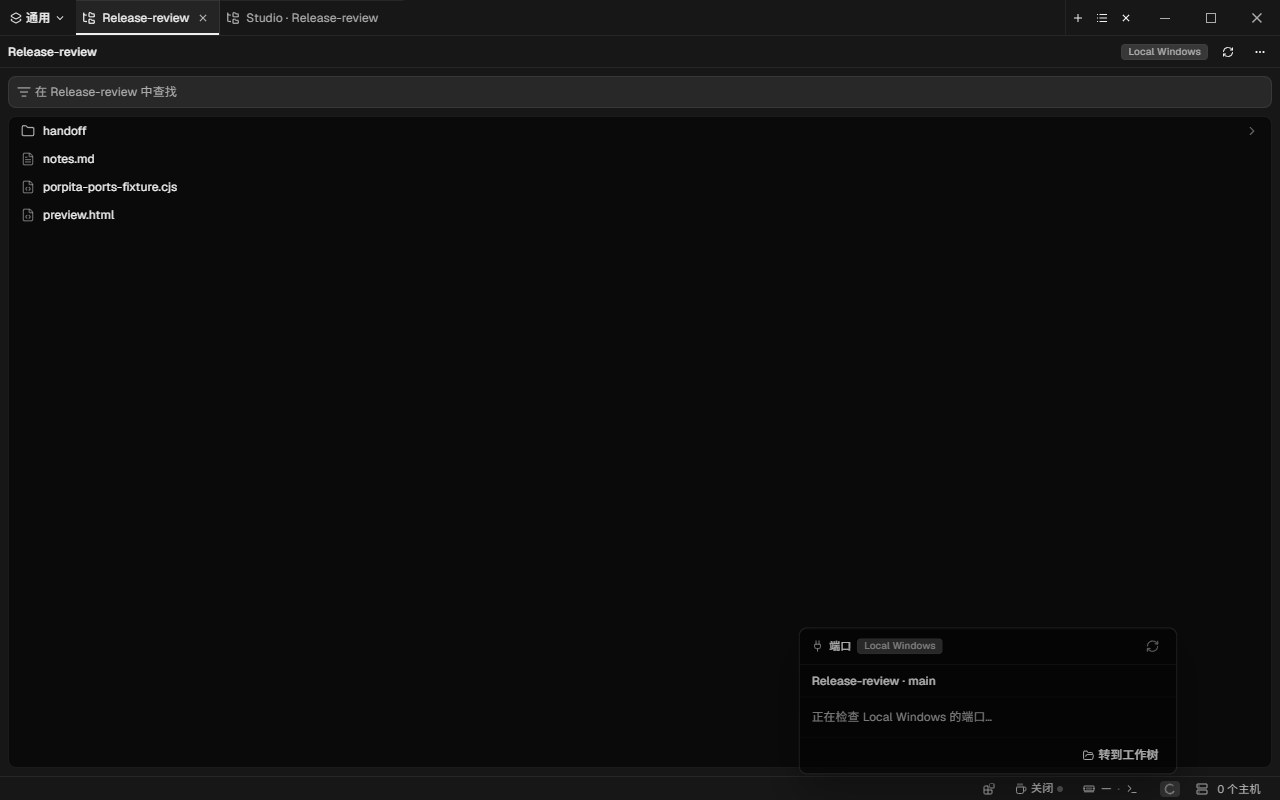 通用
Release-review
Studio · Release-review
Release-review
Local Windows
在 Release-review 中查找
handoff
notes.md
porpita-ports-fixture.cjs
preview.html
端口 Local Windows
Release-review · main
正在检查 Local Windows 的端口...
转到工作树
关闭
0 个主机